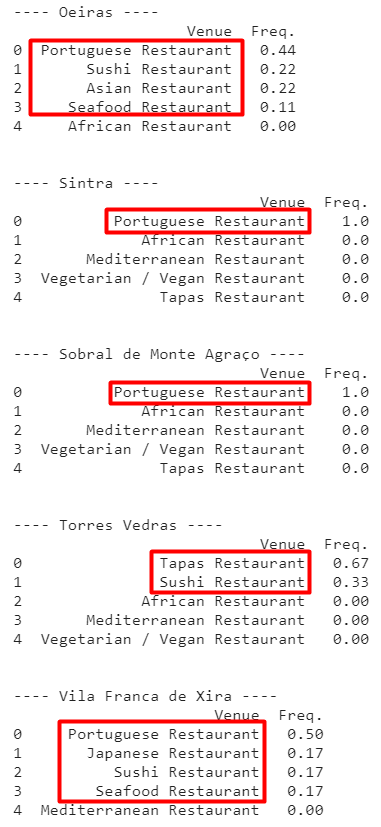 ---- Oeiras ----
Venue Freq.
0 Portuguese Restaurant 0.44
1 Sushi Restaurant 0.22
2 Asian Restaurant 0.22
3 Seafood Restaurant 0.11
4 African Restaurant 0.00
---- Sintra ----
Venue Freq.
0 Portuguese Restaurant 1.0
1 African Restaurant 0.0
2 Mediterranean Restaurant 0.0
3 Vegetarian / Vegan Restaurant 0.0
4 Tapas Restaurant 0.0
---- Sobral de Monte Agraço ----
Venue Freq.
0 Portuguese Restaurant 1.0
1 African Restaurant 0.0
2 Mediterranean Restaurant 0.0
3 Vegetarian / Vegan Restaurant 0.0
4 Tapas Restaurant 0.0
---- Torres Vedras ----
Venue Freq.
0 Tapas Restaurant 0.67
1 Sushi Restaurant 0.33
2 African Restaurant 0.00
3 Mediterranean Restaurant 0.00
4 Vegetarian / Vegan Restaurant 0.00
---- Vila Franca de Xira ----
Venue Freq.
0 Portuguese Restaurant 0.50
1 Japanese Restaurant 0.17
2 Sushi Restaurant 0.17
3 Seafood Restaurant 0.17
4 Mediterranean Restaurant 0.00